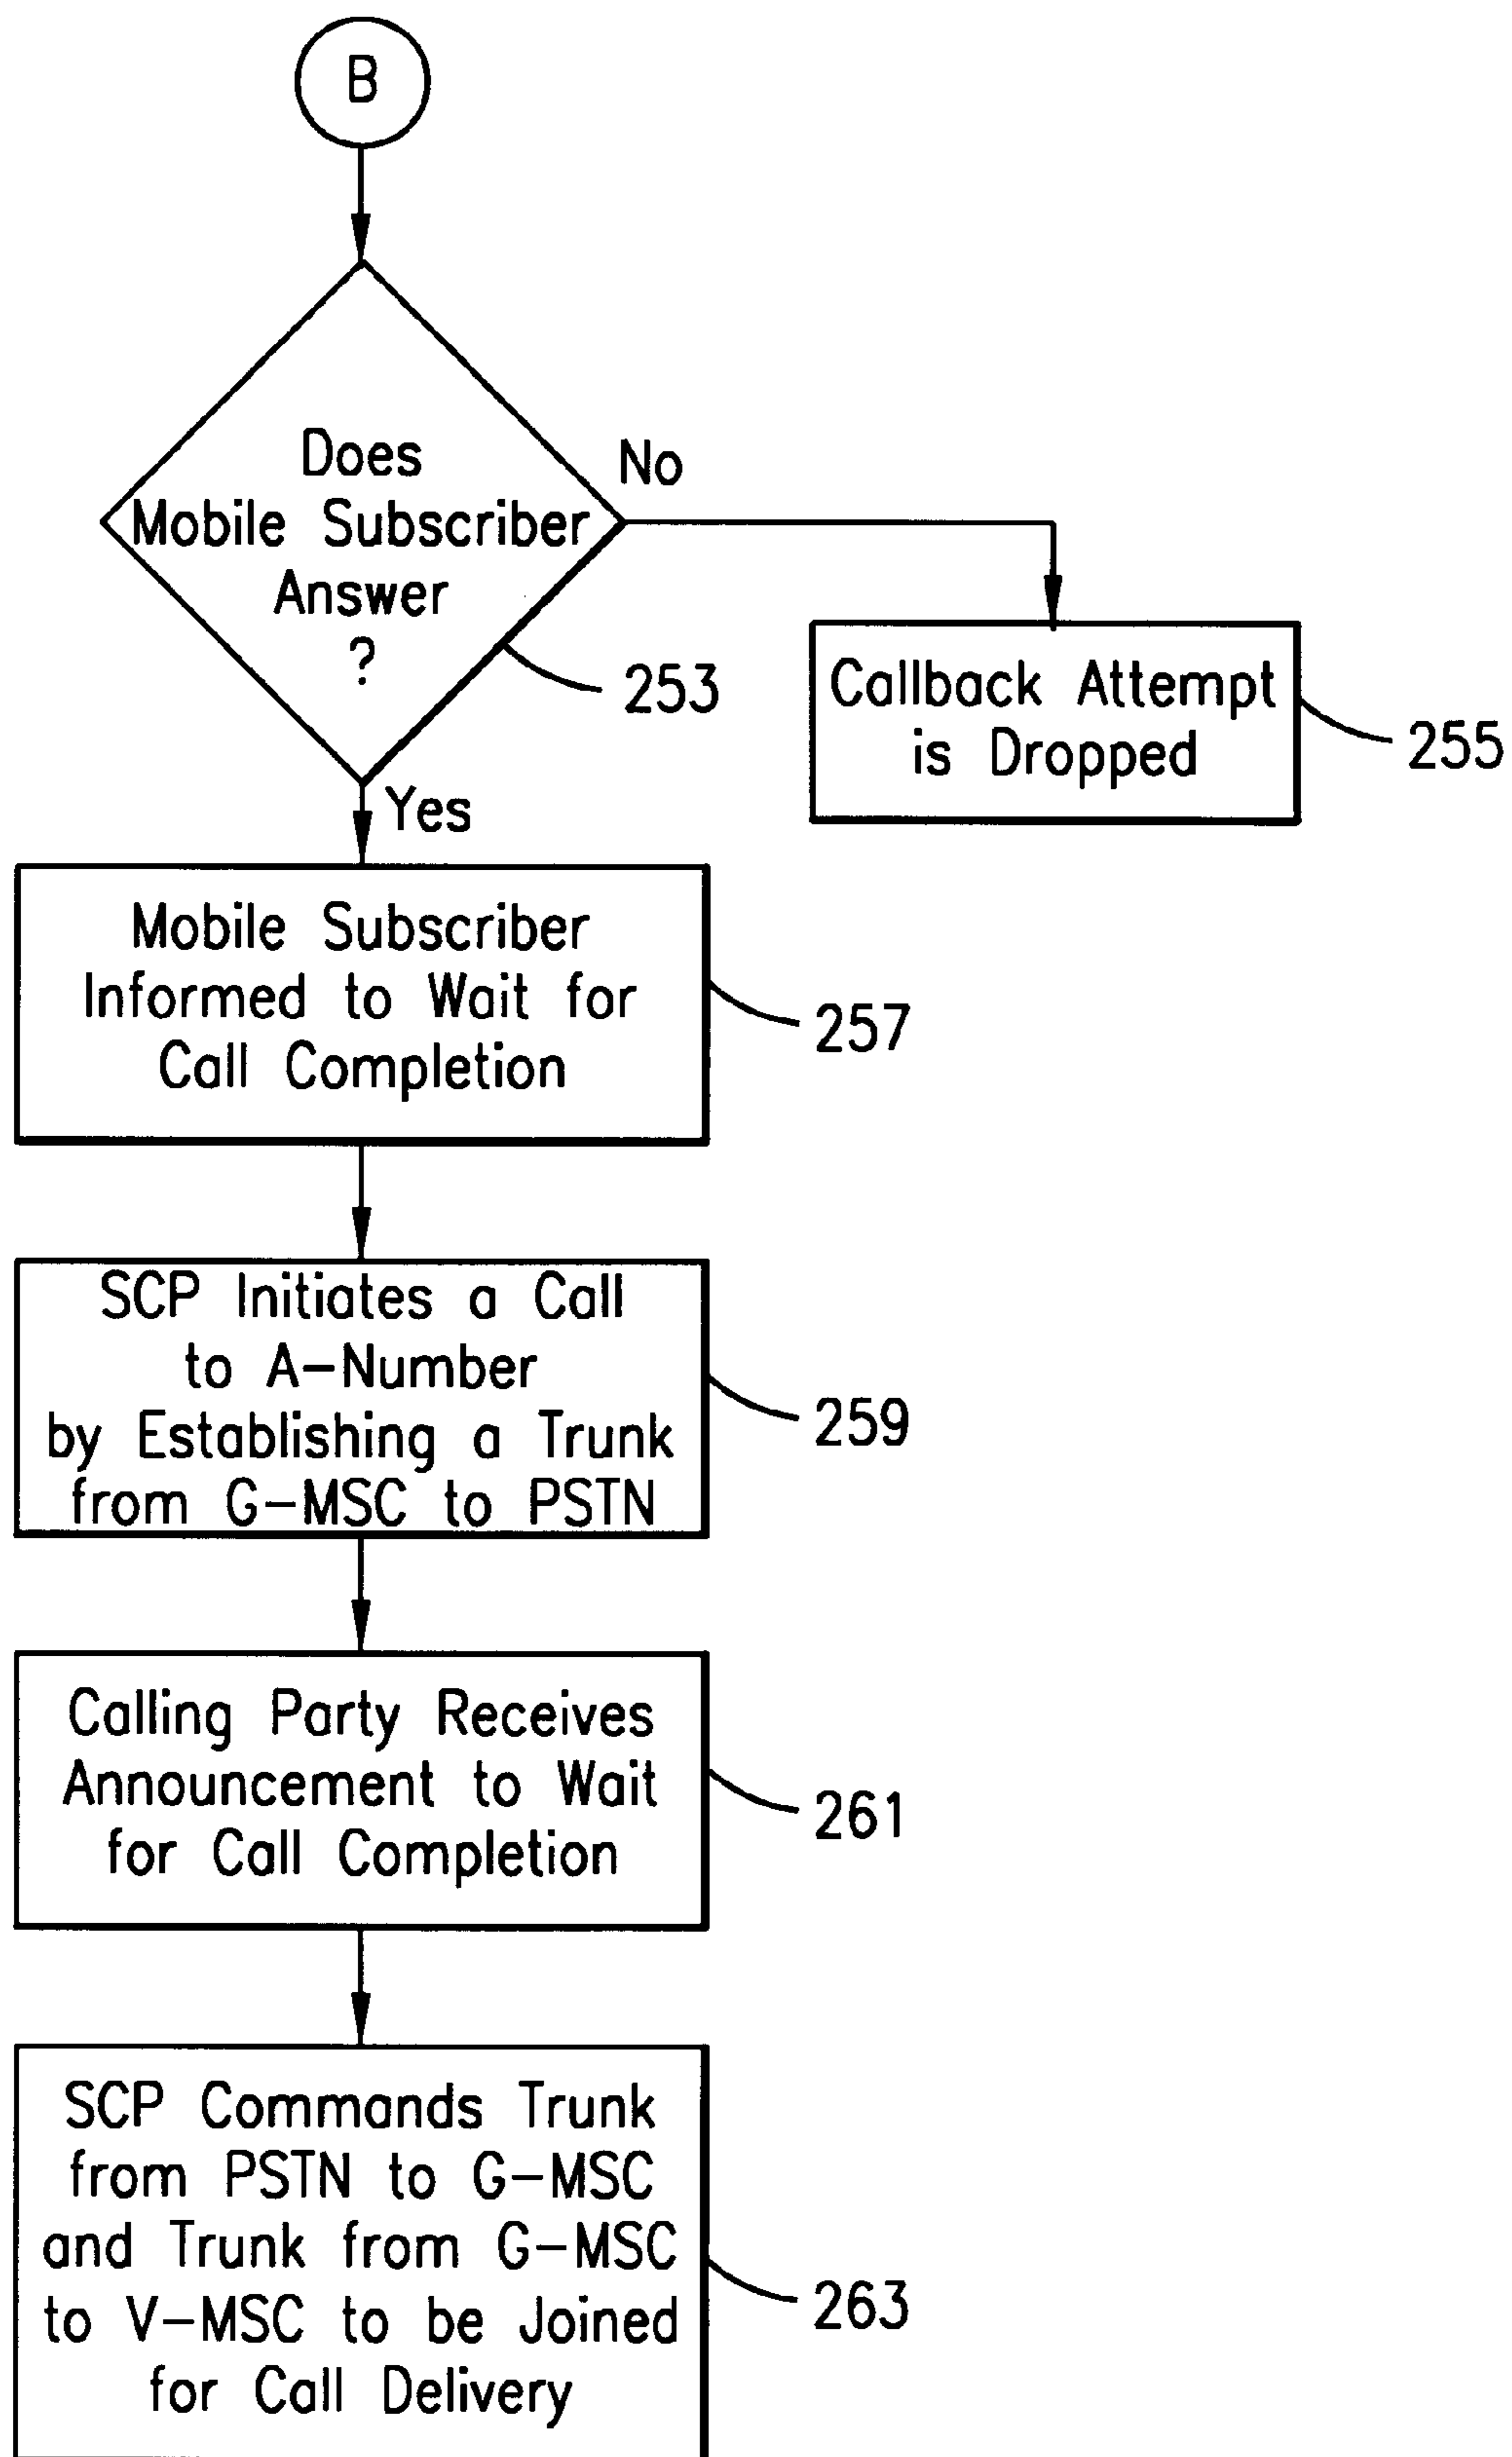 B
Does
Mobile Subscriber
Answer
?
No
253
Callback Attempt
is Dropped
255
Yes
Mobile Subscriber
Informed to Wait for
Call Completion
257
SCP Initiates a Call
to A-Number
by Establishing a Trunk
from G-MSC to PSTN
259
Calling Party Receives
Announcement to Wait
for Call Completion
261
SCP Commands Trunk
from PSTN to G-MSC
and Trunk from G-MSC
to V-MSC to be Joined
for Call Delivery
263